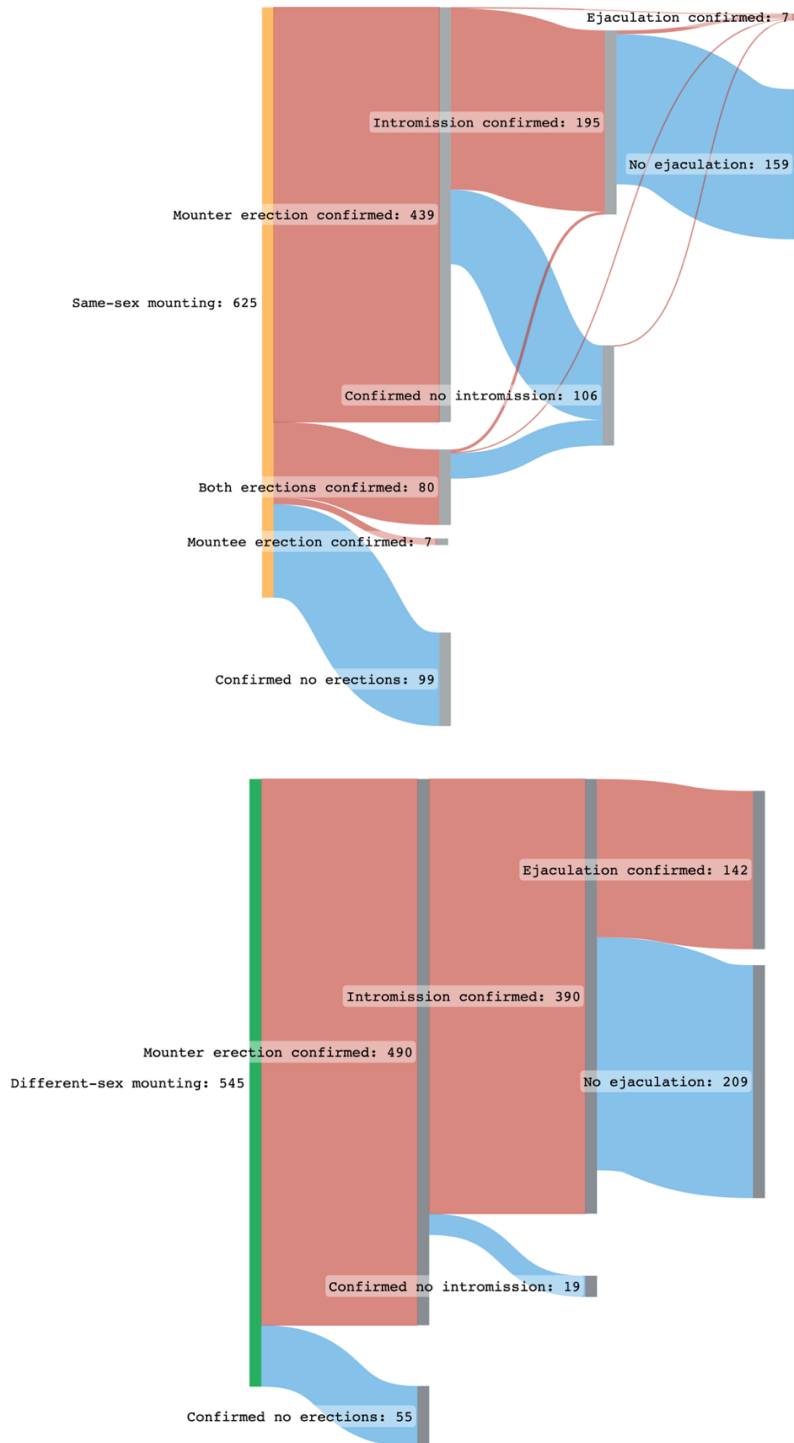 Ejaculation confirmed: 7
Intromission confirmed: 195
No ejaculation: 159
Mounter erection confirmed: 439
Same-sex mounting: 625
Confirmed no intromission: 106
Both erections confirmed: 80
Mountee erection confirmed: 7
Confirmed no erections: 99
Ejaculation confirmed: 142
Intromission confirmed: 390
Mounter erection confirmed: 490
No ejaculation: 209
Different-sex mounting: 545
Confirmed no intromission: 19
Confirmed no erections: 55